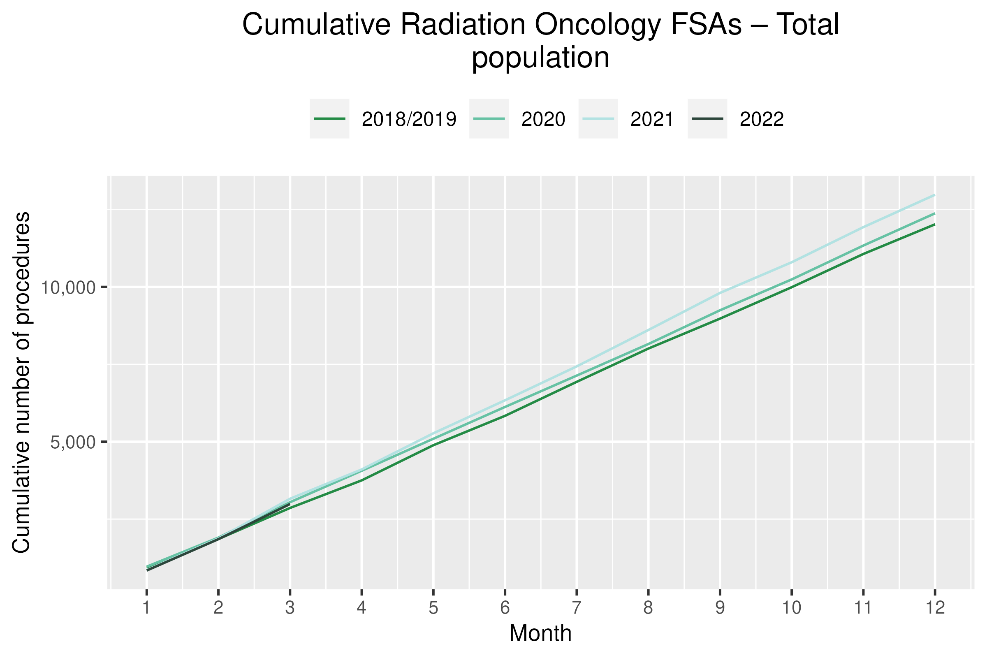 Cumulative Radiation Oncology FSAs – Total
population
2018/2019 2020 2021 2022
Cumulative number of procedures
10,000
5,000
1 2 3 4 5 6 7 8 9 10 11 12
Month